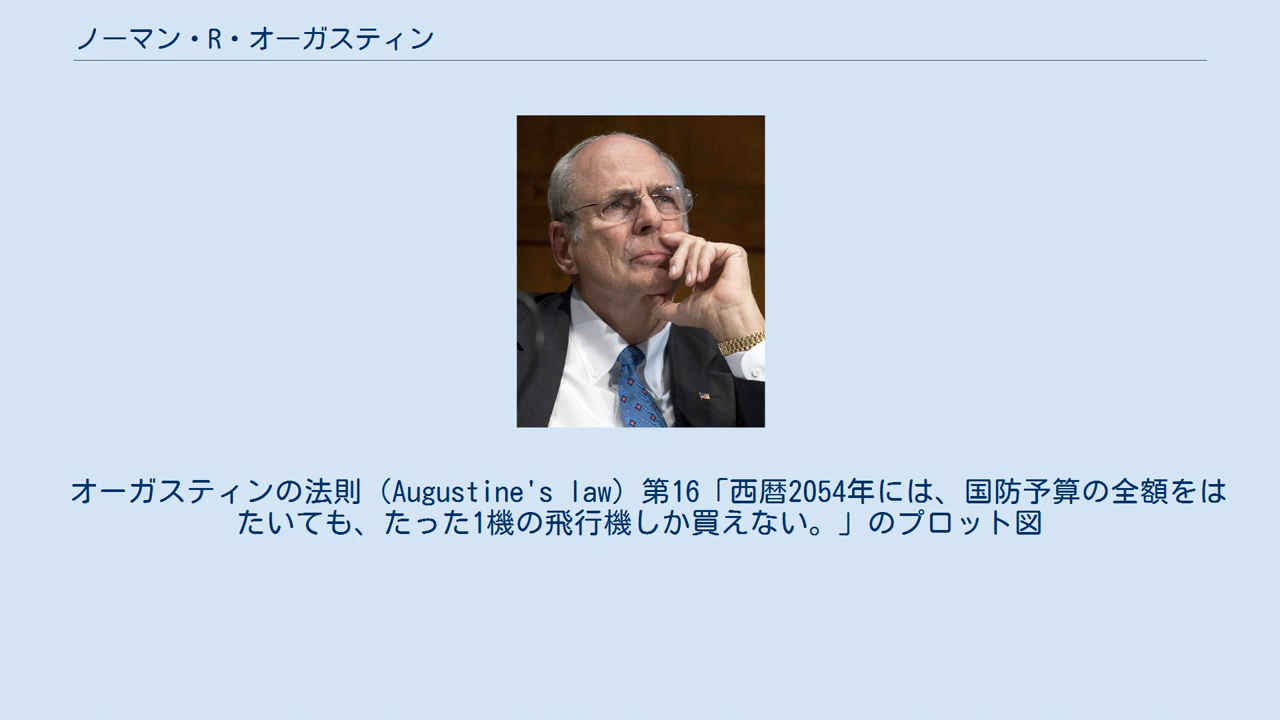 ノーマン・R・オーガスティン
オーガスティンの法則（Augustine's law）第16「西暦2054年には、国防予算の全額をは
たいても、たった1機の飛行機しか買えない。」のプロット図